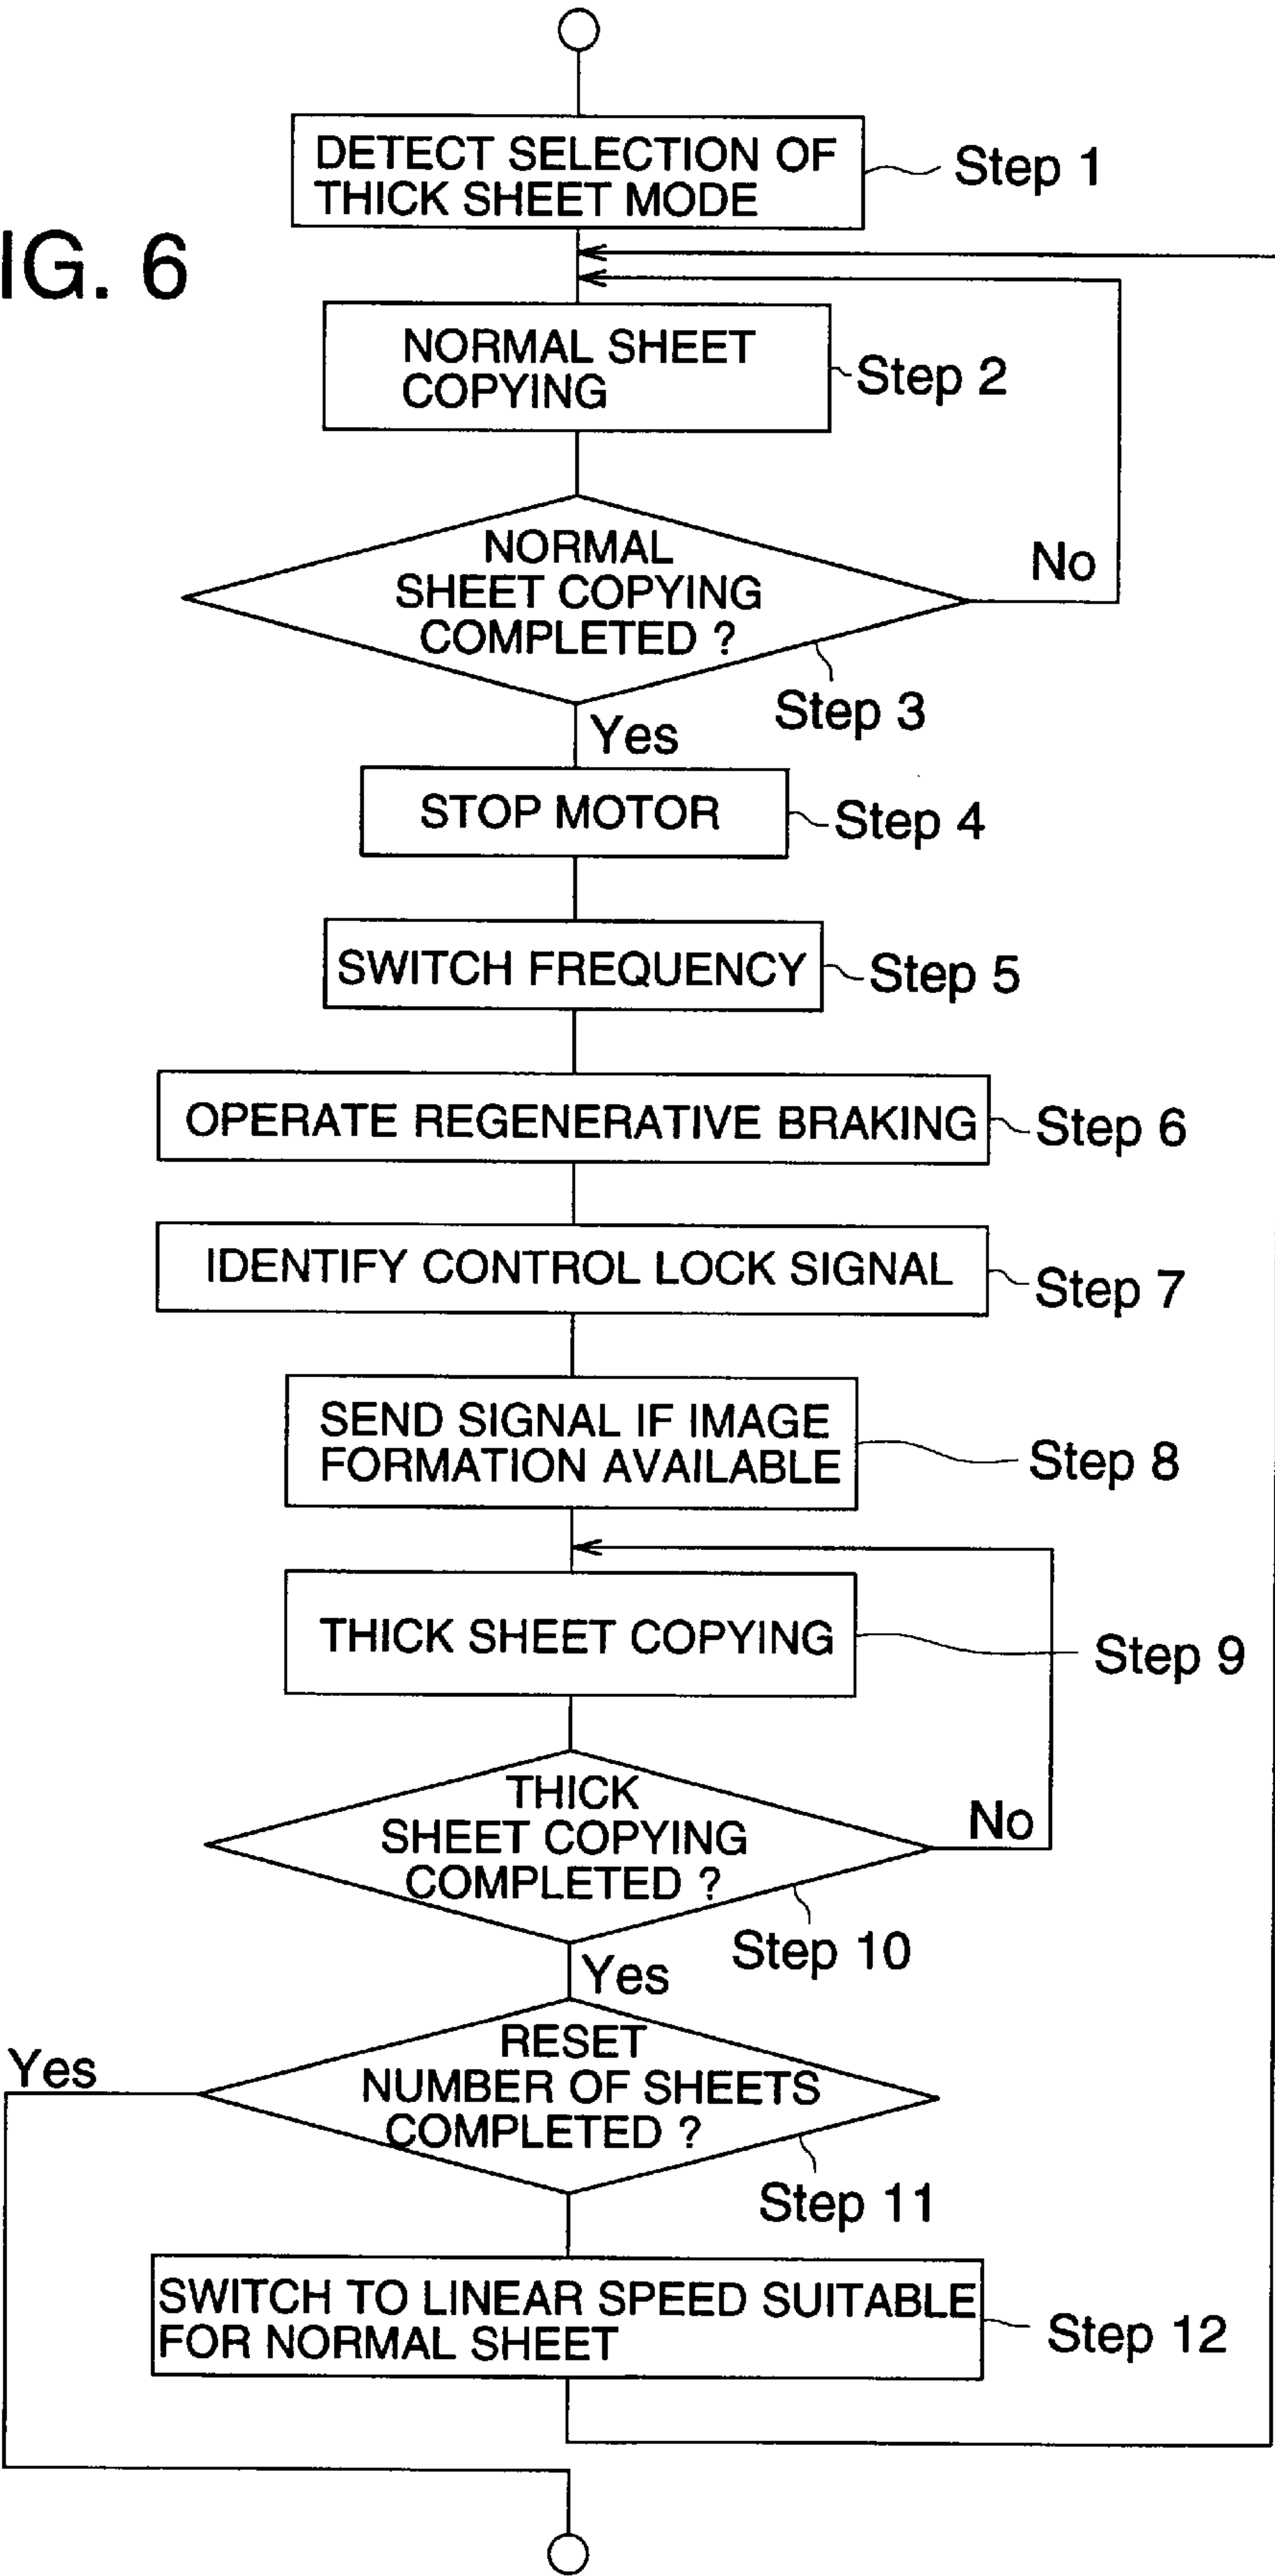 DETECT SELECTION OF
THICK SHEET MODE
Step 1
IG. 6
NORMAL SHEET
COPYING
Step 2
NORMAL
SHEET COPYING
COMPLETED ?
No
Step 3
Yes
STOP MOTOR
Step 4
SWITCH FREQUENCY
Step 5
OPERATE REGENERATIVE BRAKING
Step 6
IDENTIFY CONTROL LOCK SIGNAL
Step 7
SEND SIGNAL IF IMAGE
FORMATION AVAILABLE
Step 8
THICK SHEET COPYING
Step 9
THICK
SHEET COPYING
COMPLETED ?
No
Step 10
Yes
RESET
NUMBER OF SHEETS
COMPLETED ?
Yes
Step 11
SWITCH TO LINEAR SPEED SUITABLE
FOR NORMAL SHEET
Step 12